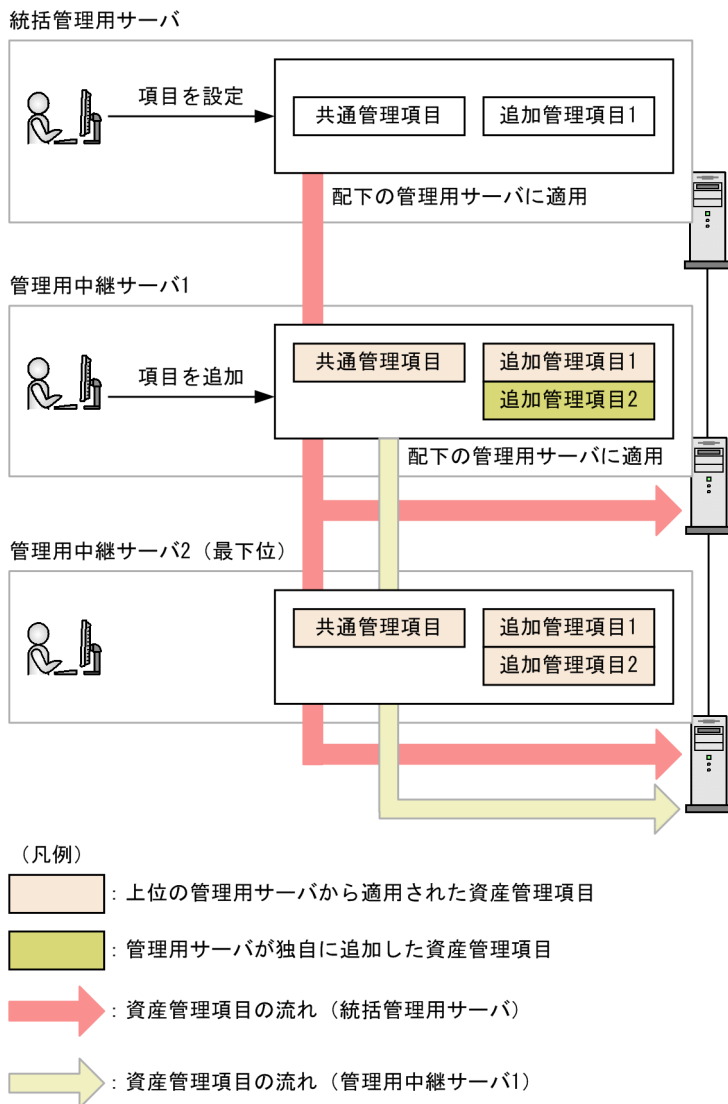 統括管理用サーバ
項目を設定
共通管理項目
追加管理項目1
配下の管理用サーバに適用
管理用中継サーバ1
項目を追加
共通管理項目
追加管理項目1
追加管理項目2
配下の管理用サーバに適用
管理用中継サーバ2（最下位）
共通管理項目
追加管理項目1
追加管理項目2
（凡例）
：上位の管理用サーバから適用された資産管理項目
：管理用サーバが独自に追加した資産管理項目
：資産管理項目の流れ（統括管理用サーバ）
：資産管理項目の流れ（管理用中継サーバ1）